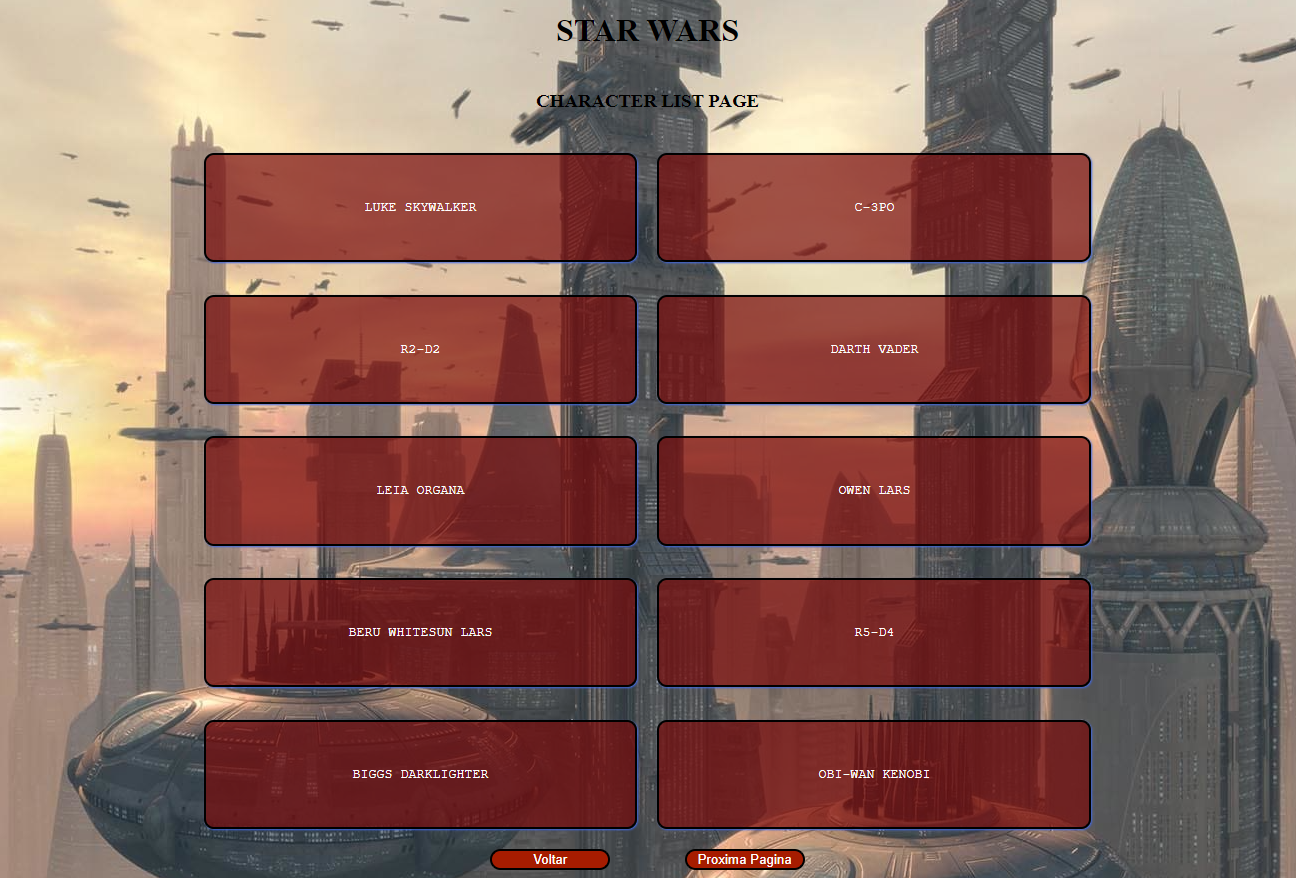 STAR WARS
CHARACTER LIST PAGE
LUKE SKYWALKER
C-3PO
R2-D2
DARTH VADER
LEIA ORGANA
OWEN LARS
BERU WHITESUN LARS
R5-D4
BIGGS DARKLIGHTER
OBI-WAN KENOBI
Voltar
Proxima Pagina